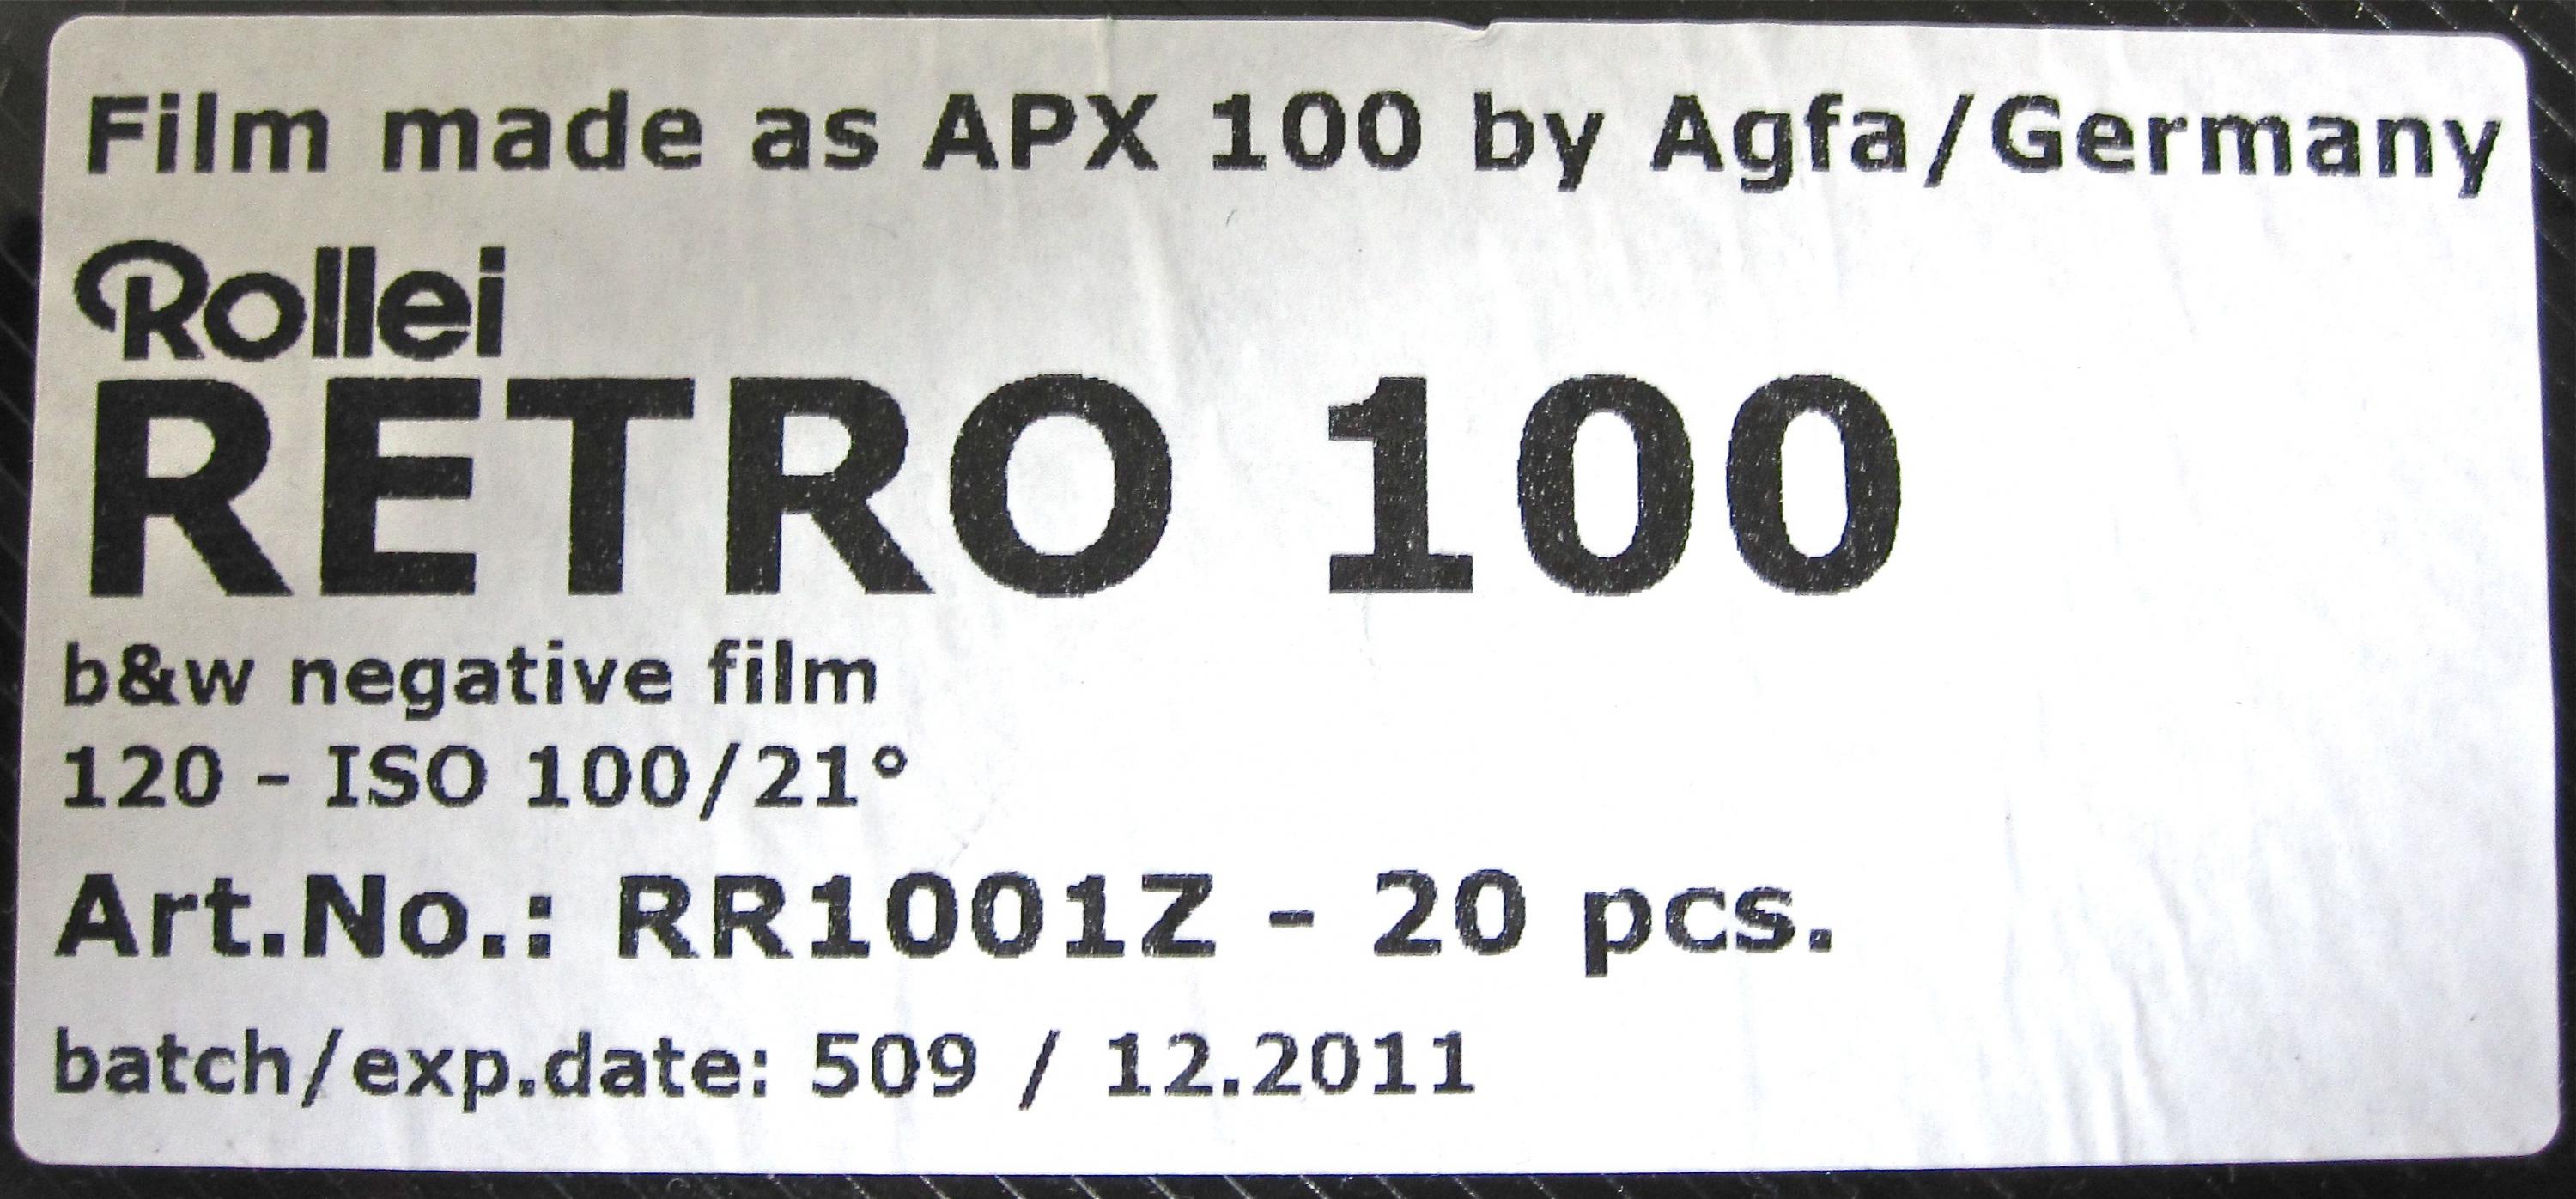 Film made as APX 100 by Agfa/Germany
Rollei
RETRO 100
b&w negative film
120 - ISO 100/21°
Art.No.: RR1001Z - 20 pcs.
batch/exp.date: 509 / 12.2011